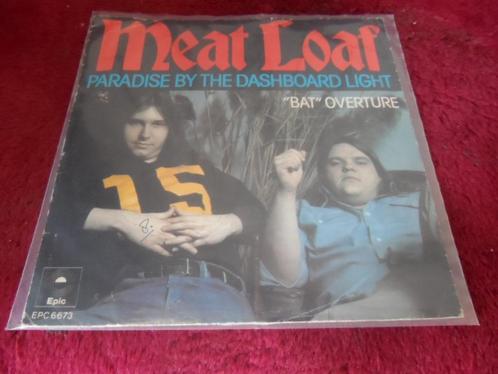 Meat Loaf
PARADISE BY THE DASHBOARD LIGHT
"BAT" OVERTURE
15
Epic
EPC 6673